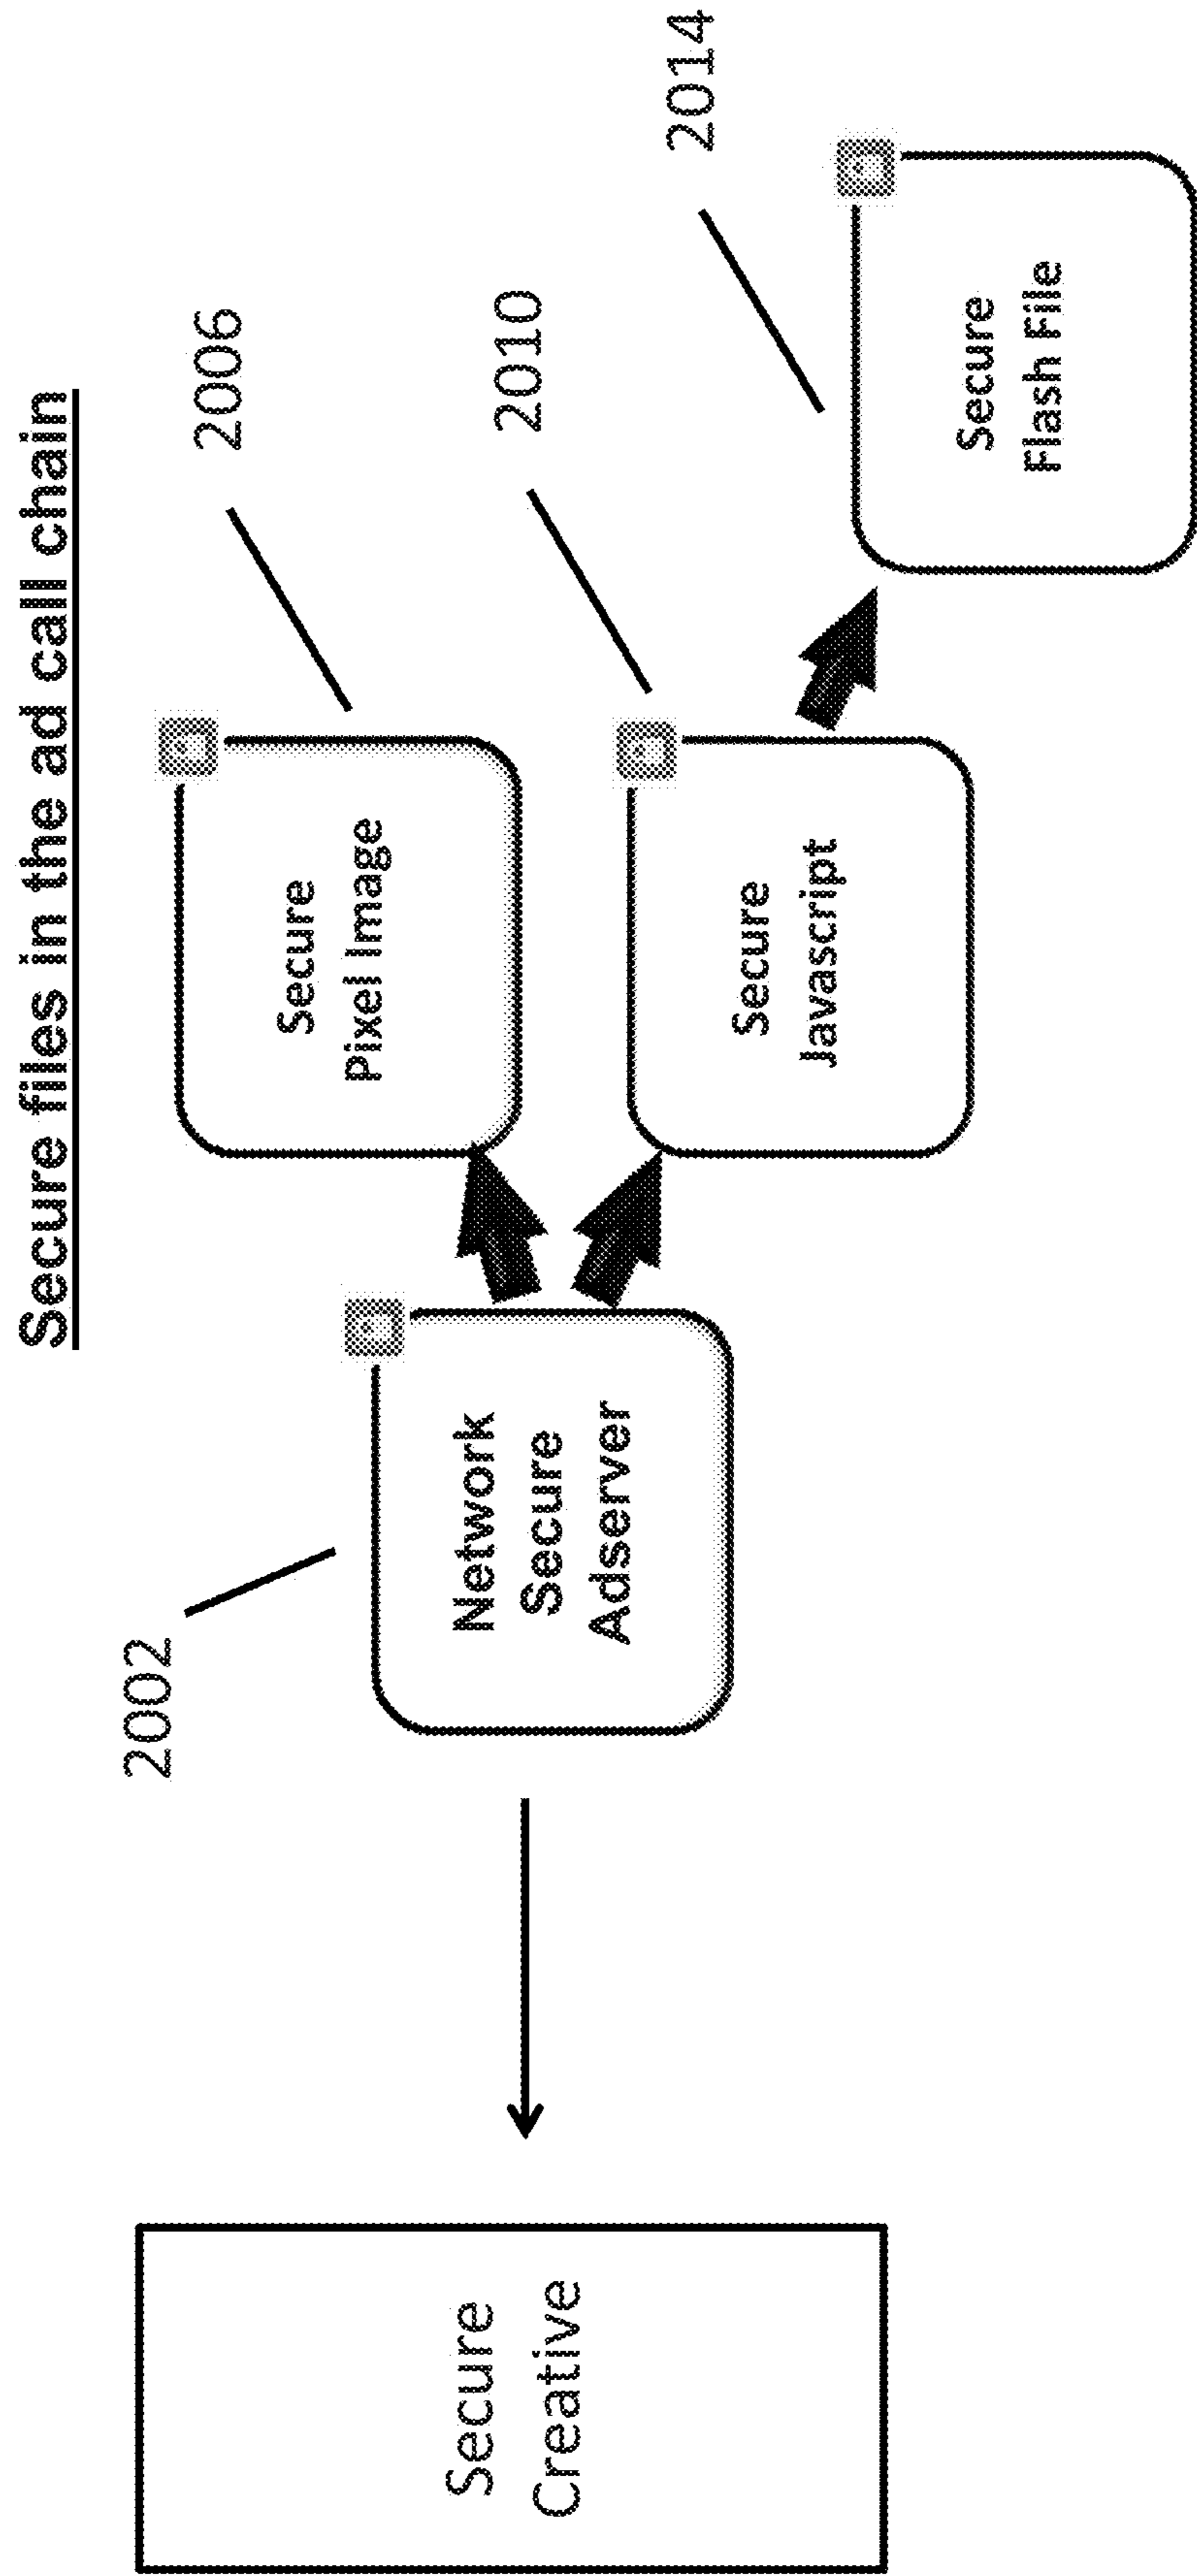 Secure files in the ad call chain
2002
2006
2010
2014
Secure
Creative
Network
Secure
Adserver
Secure
Pixel Image
Secure
Javascript
Secure
Flash File